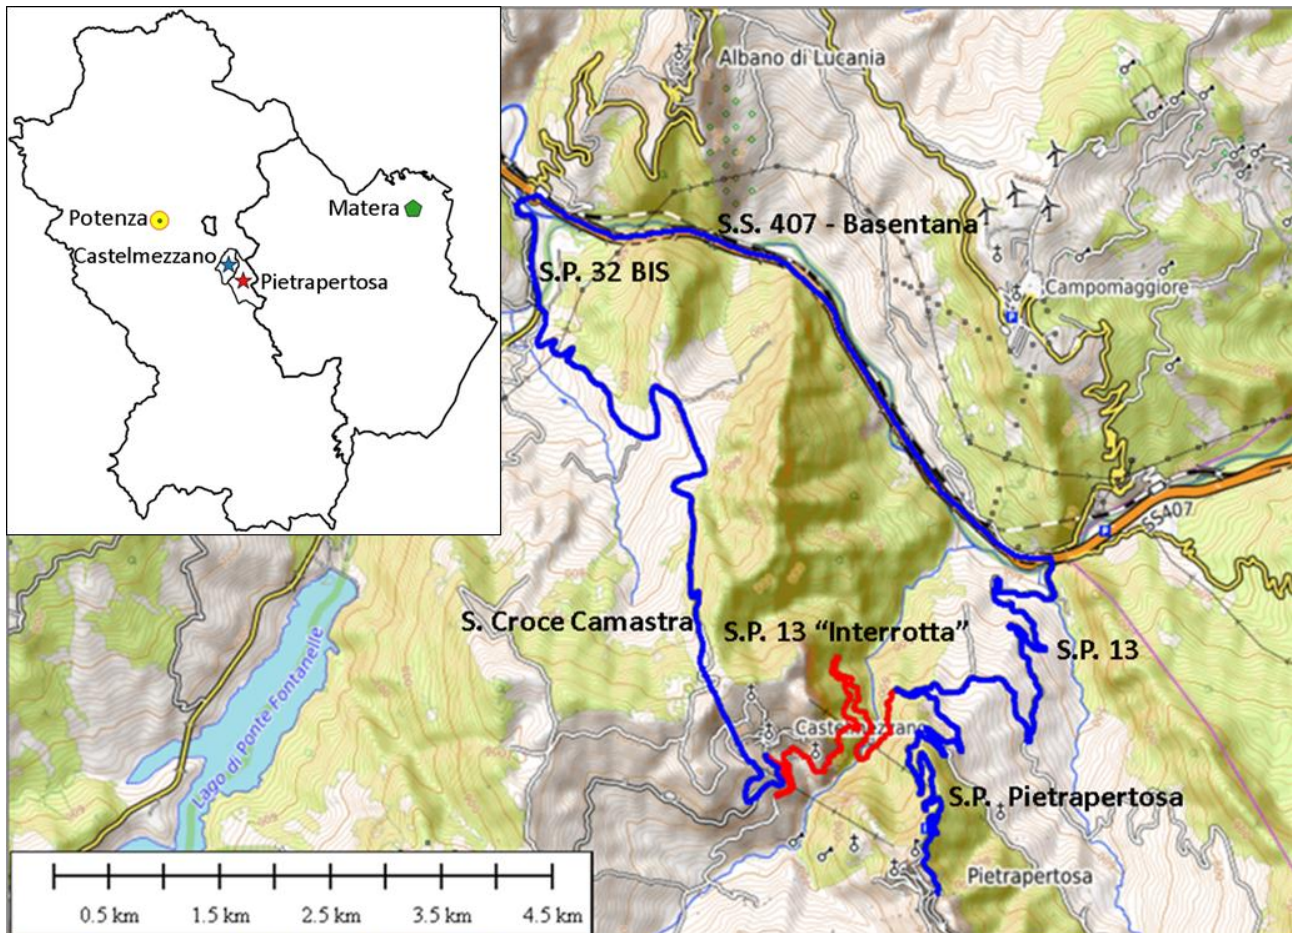 Potenza
Matera
Castelmezzano
Pietrapertosa
Albano di Lucania
S.S. 407 - Basentana
S.P. 32 BIS
Campomaggiore
SS407
S. Croce Camastra
S.P. 13 “Interrotta”
S.P. 13
Castelmezzano
Lago di Ponte Fontanelle
S.P. Pietrapertosa
Pietrapertosa
0.5 km 1.5 km 2.5 km 3.5 km 4.5 km